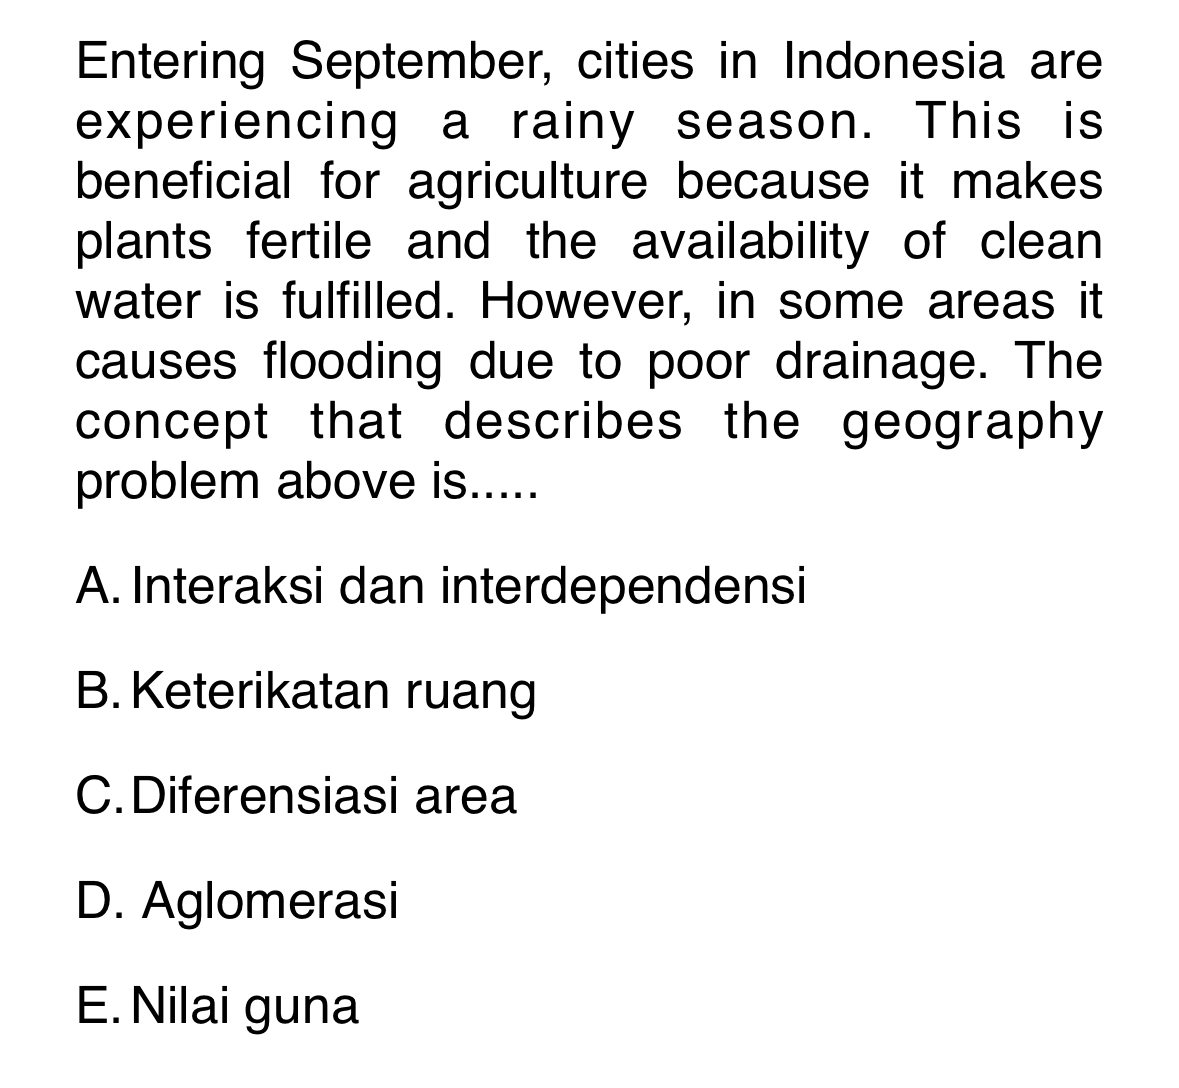 Entering September, cities in Indonesia are
experiencing a rainy season. This is
beneficial for agriculture because it makes
plants fertile and the availability of clean
water is fulfilled. However, in some areas it
causes flooding due to poor drainage. The
concept that describes the geography
problem above is.....
A. Interaksi dan interdependensi
B. Keterikatan ruang
C. Diferensiasi area
D. Aglomerasi
E. Nilai guna